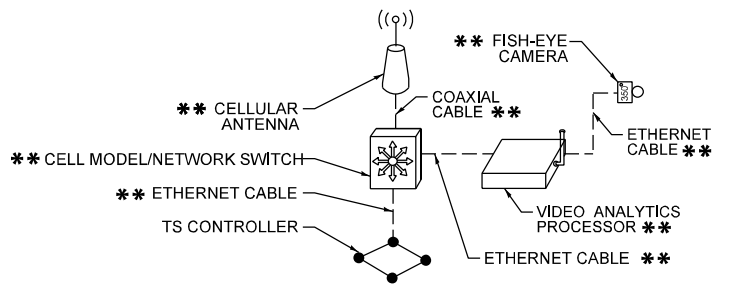 ** FISH-EYE
CAMERA
** CELLULAR
ANTENNA
COAXIAL
CABLE **
350°
ETHERNET
CABLE **
** CELL MODEL/NETWORK SWITCH
** ETHERNET CABLE
VIDEO ANALYTICS
PROCESSOR **
TS CONTROLLER
ETHERNET CABLE **